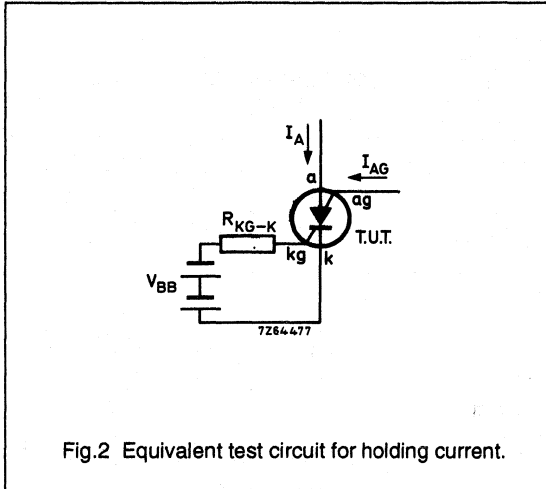 I_A
I_AG
a
ag
R_KG-K
T.U.T.
kg
k
V_BB
7Z64477
Fig.2 Equivalent test circuit for holding current.